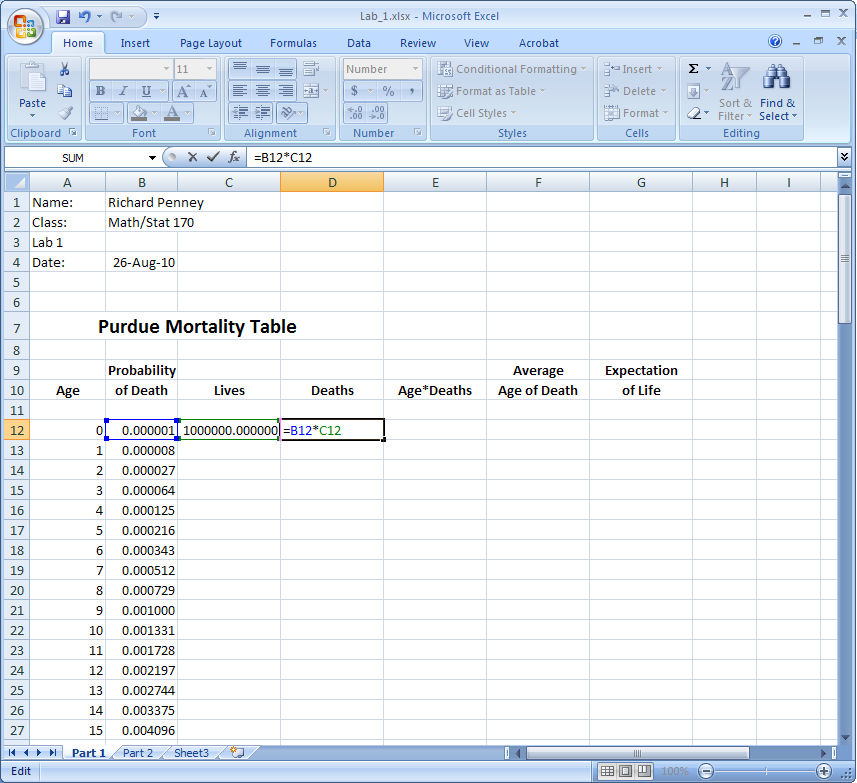 Lab_1.xlsx - Microsoft Excel
Home Insert Page Layout Formulas Data Review View Acrobat
11 Number Conditional Formatting Insert Σ
Paste B I U A A $ % , Format as Table Delete Sort & Find &
A .00 .0 Cell Styles Format Filter Select
Clipboard Font Alignment Number Styles Cells Editing
SUM fx =B12*C12
A B C D E F G H I
1 Name: Richard Penney
2 Class: Math/Stat 170
3 Lab 1
4 Date: 26-Aug-10
5
6
7 Purdue Mortality Table
8
9 Probability Average Expectation
10 Age of Death Lives Deaths Age*Deaths Age of Death of Life
11
12 0 0.000001 1000000.000000 =B12*C12
13 1 0.000008
14 2 0.000027
15 3 0.000064
16 4 0.000125
17 5 0.000216
18 6 0.000343
19 7 0.000512
20 8 0.000729
21 9 0.001000
22 10 0.001331
23 11 0.001728
24 12 0.002197
25 13 0.002744
26 14 0.003375
27 15 0.004096
Part 1 Part 2 Sheet3
Edit 100%